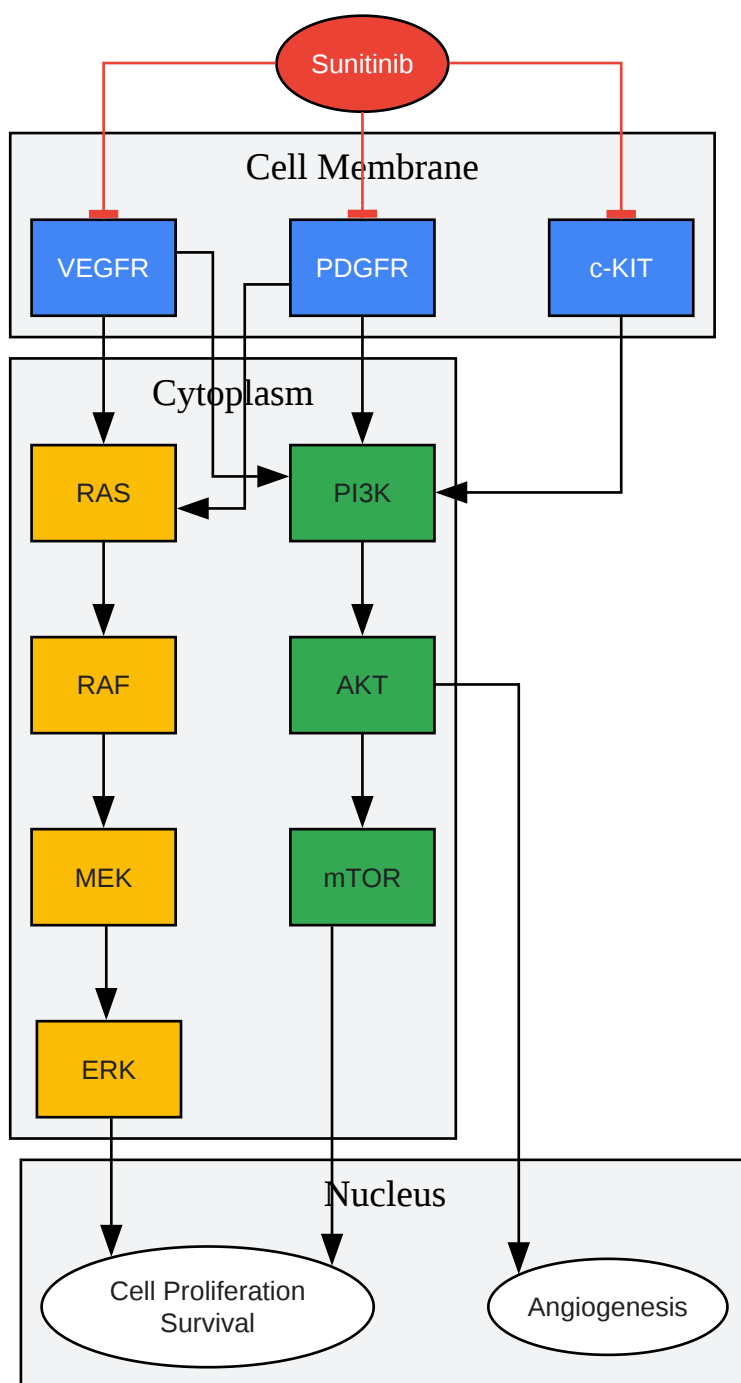 Sunitinib
Cell Membrane
VEGFR
PDGFR
c-KIT
Cytoplasm
RAS
PI3K
RAF
AKT
MEK
mTOR
ERK
Nucleus
Cell Proliferation
Survival
Angiogenesis